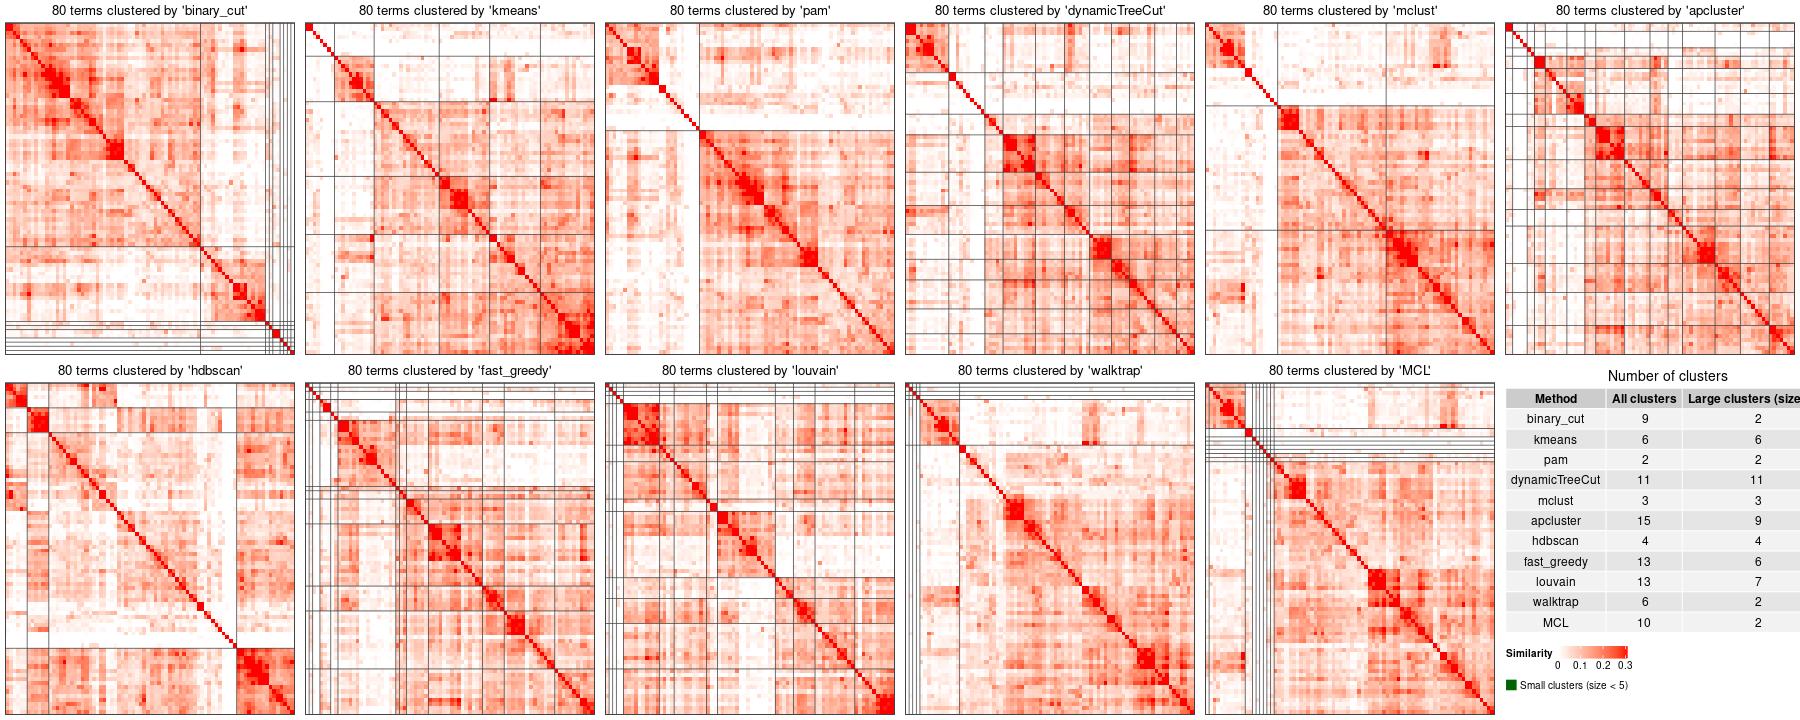 80 terms clustered by 'binary_cut'
80 terms clustered by 'kmeans'
80 terms clustered by 'pam'
80 terms clustered by 'dynamicTreeCut'
80 terms clustered by 'mclust'
80 terms clustered by 'apcluster'
80 terms clustered by 'hdbscan'
80 terms clustered by 'fast_greedy'
80 terms clustered by 'louvain'
80 terms clustered by 'walktrap'
80 terms clustered by 'MCL'
Number of clusters
Method All clusters Large clusters (size
binary_cut 9 2
kmeans 6 6
pam 2 2
dynamicTreeCut 11 11
mclust 3 3
apcluster 15 9
hdbscan 4 4
fast_greedy 13 6
louvain 13 7
walktrap 6 2
MCL 10 2
Similarity
0 0.1 0.2 0.3
Small clusters (size < 5)